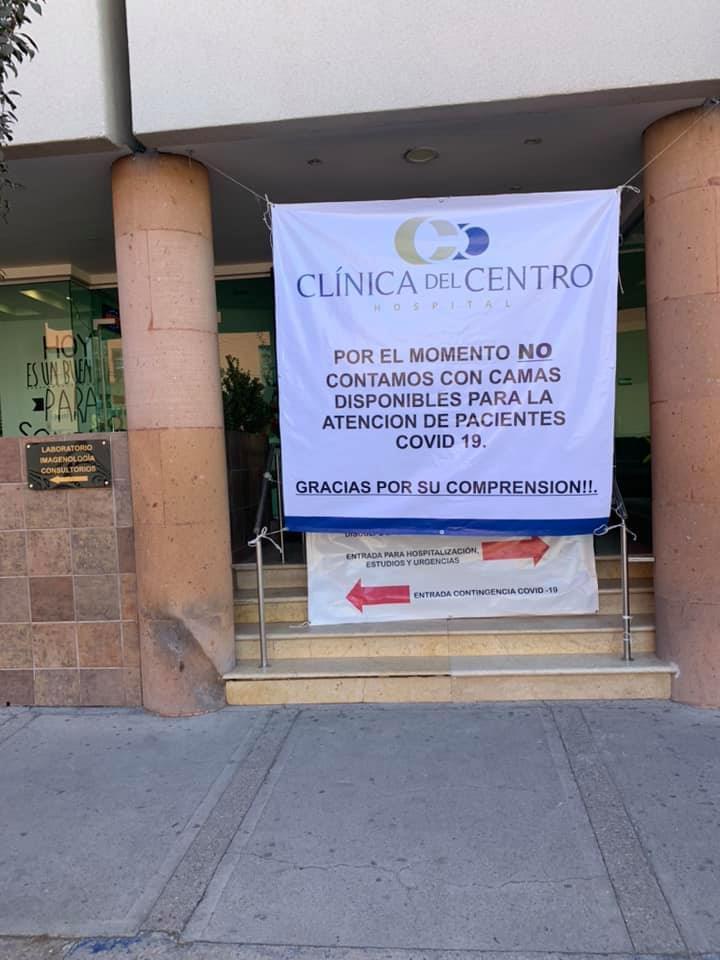 CLÍNICA DEL CENTRO
HOSPITAL
POR EL MOMENTO NO
CONTAMOS CON CAMAS
DISPONIBLES PARA LA
ATENCION DE PACIENTES
COVID 19.
GRACIAS POR SU COMPRENSION!!.
ENTRADA PARA HOSPITALIZACIÓN,
ESTUDIOS Y URGENCIAS
ENTRADA CONTINGENCIA COVID -19
HOY
ES UN BUEN
PARA
LABORATORIO
IMAGENOLOGÍA
CONSULTORIOS